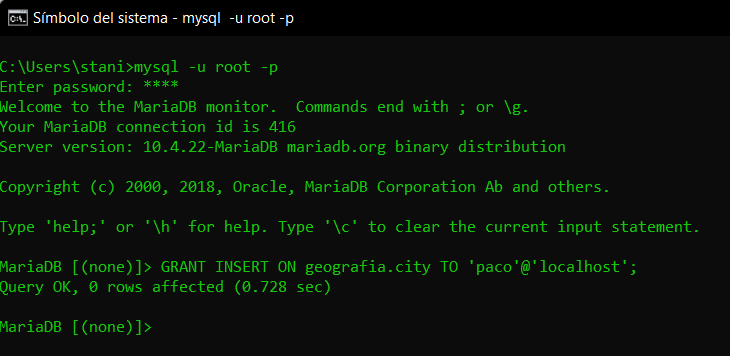 Símbolo del sistema - mysql  -u root -p
C:\Users\stani>mysql -u root -p
Enter password: ****
Welcome to the MariaDB monitor.  Commands end with ; or \g.
Your MariaDB connection id is 416
Server version: 10.4.22-MariaDB mariadb.org binary distribution
Copyright (c) 2000, 2018, Oracle, MariaDB Corporation Ab and others.
Type 'help;' or '\h' for help. Type '\c' to clear the current input statement.
MariaDB [(none)]> GRANT INSERT ON geografia.city TO 'paco'@'localhost';
Query OK, 0 rows affected (0.728 sec)
MariaDB [(none)]>